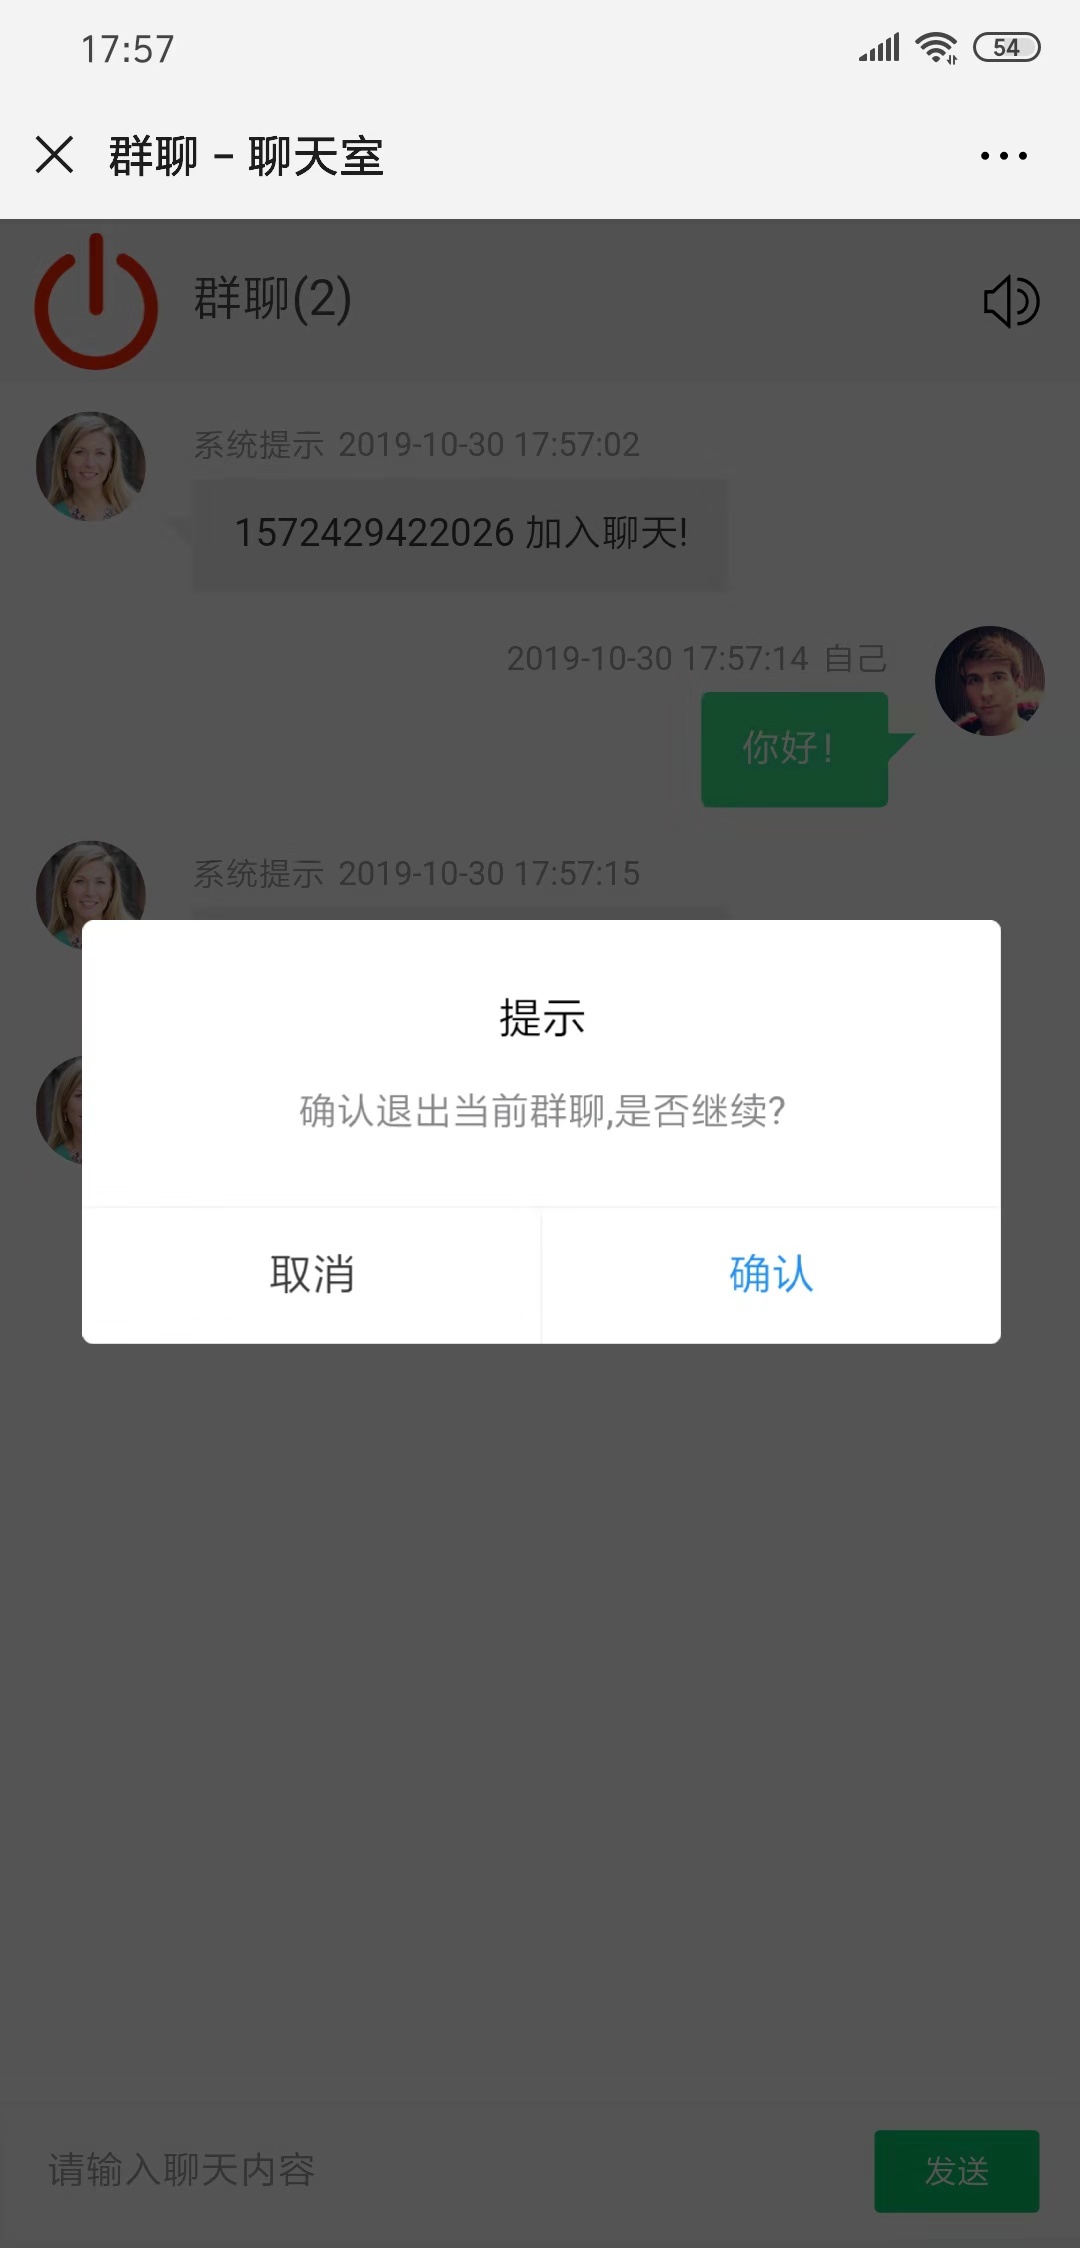 17:57
54
群聊 - 聊天室
群聊(2)
系统提示 2019-10-30 17:57:02
1572429422026 加入聊天!
2019-10-30 17:57:14 自己
你好!
系统提示 2019-10-30 17:57:15
提示
确认退出当前群聊,是否继续?
取消
确认
请输入聊天内容
发送